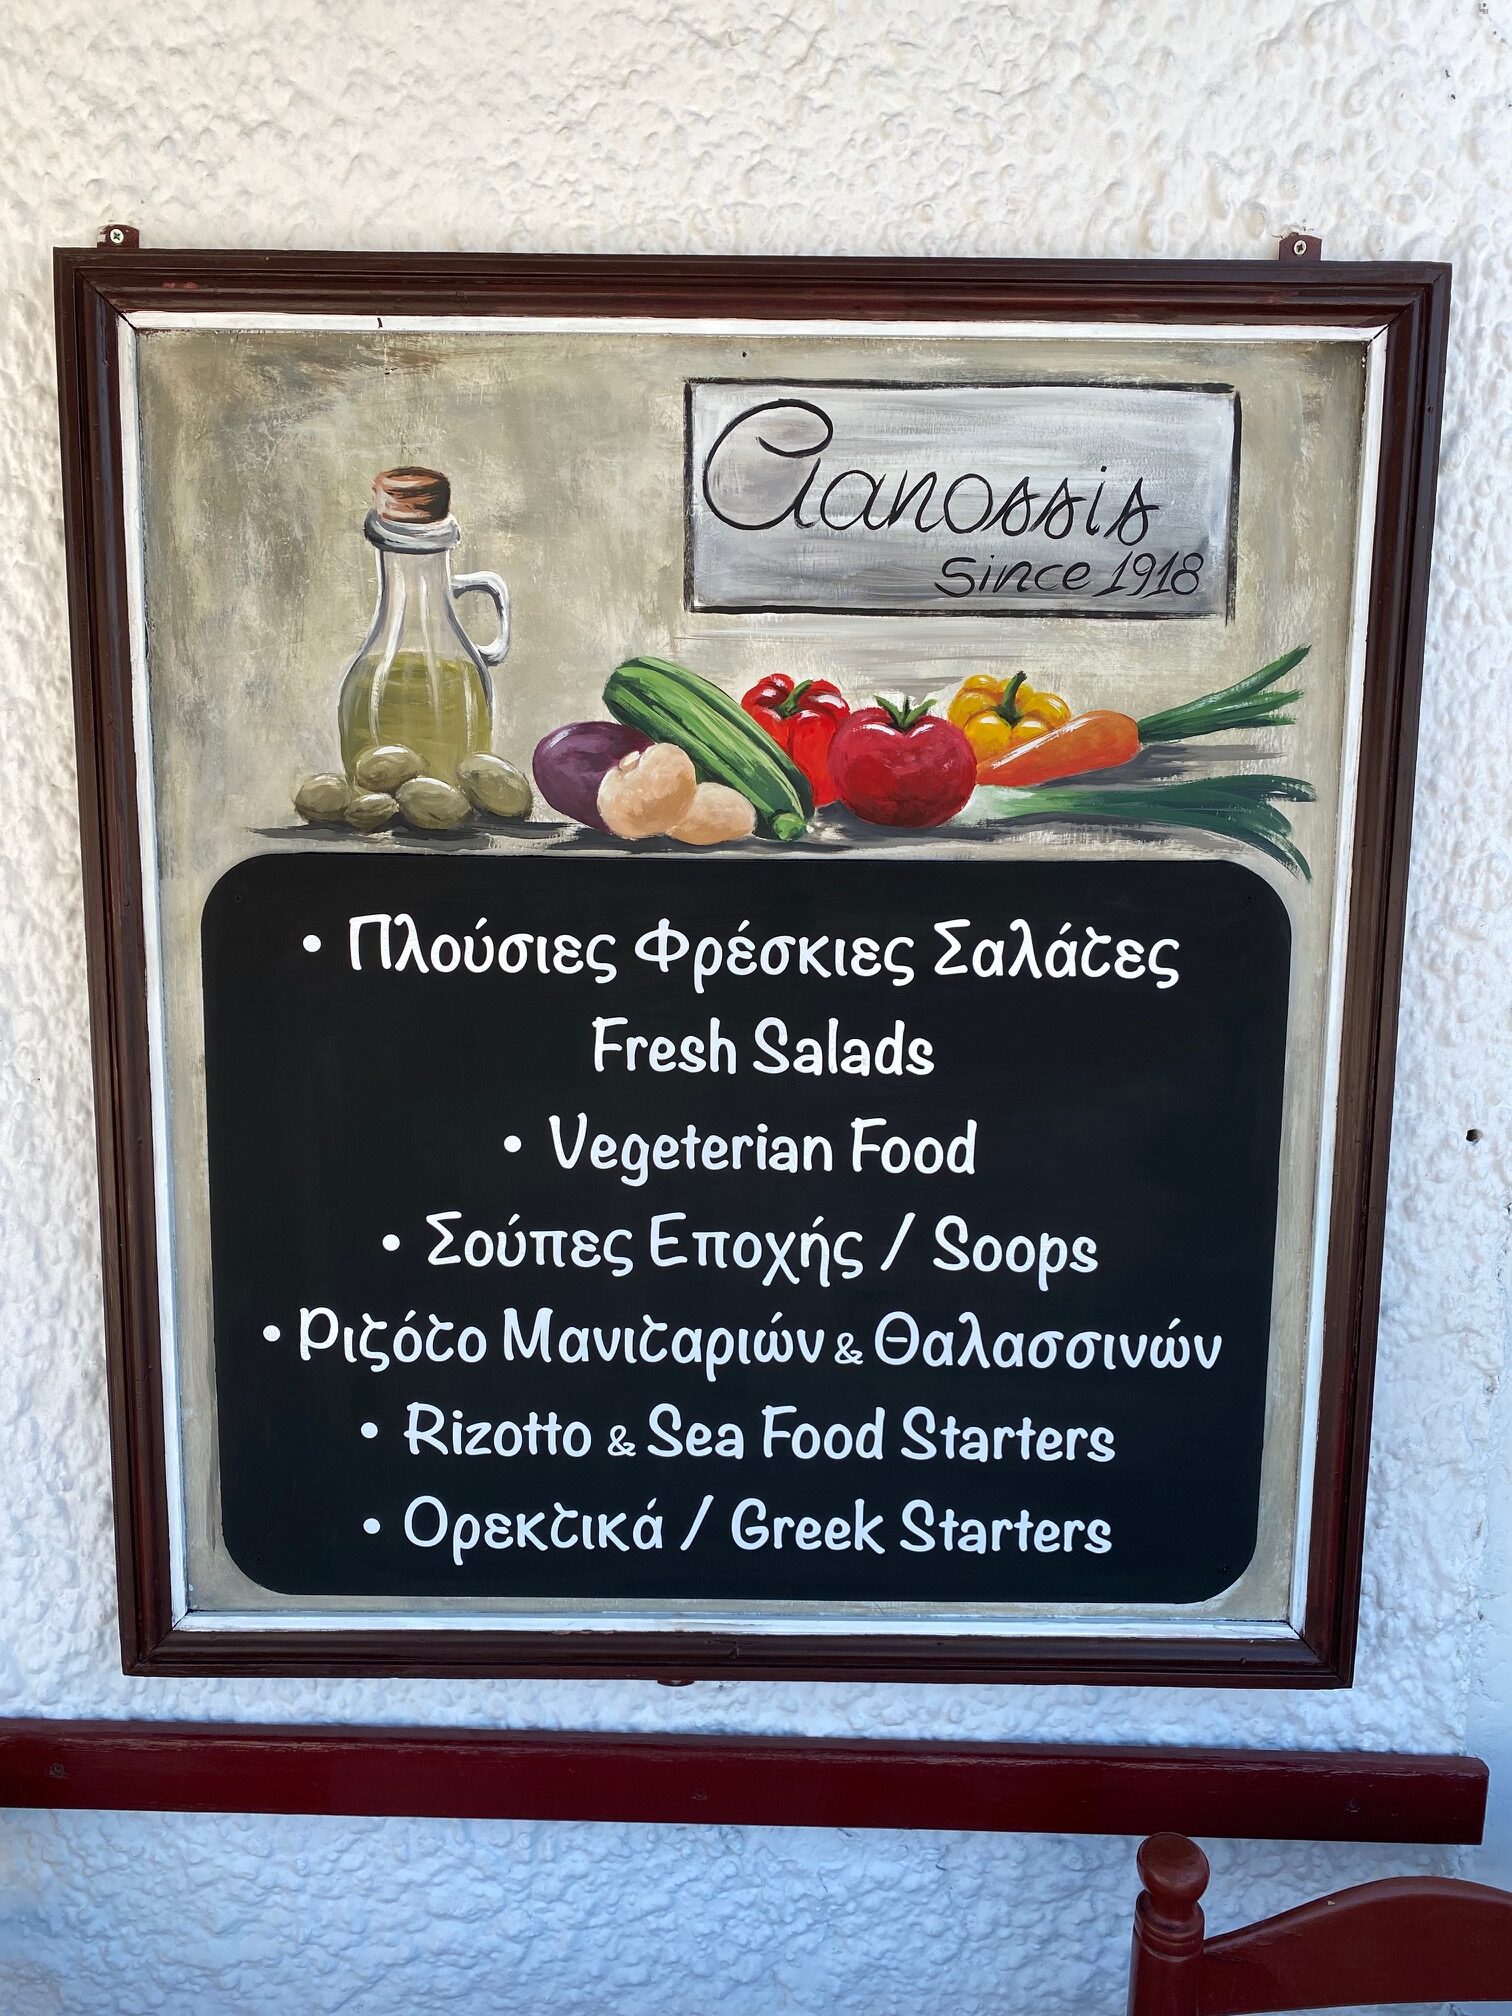 Cianossis
since 1918
• Πλούσιες Φρέσκιες Σαλάτες
Fresh Salads
• Vegeterian Food
• Σούπες Εποχής / Soops
• Ριζότο Μανιταριών & Θαλασσινών
• Rizotto & Sea Food Starters
• Ορεκτικά / Greek Starters